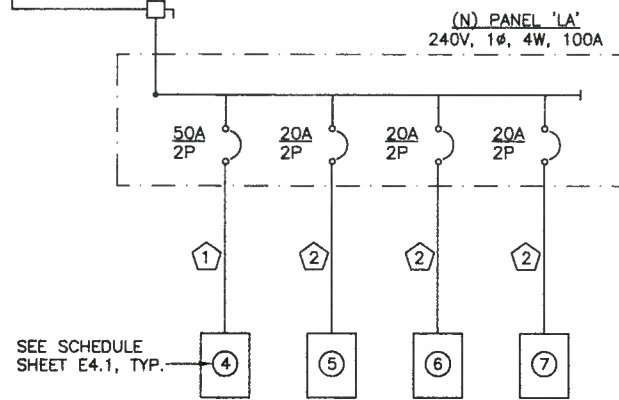 (N) PANEL 'LA'
240V, 1ø, 4W, 100A
50A 20A 20A 20A
2P 2P 2P 2P
1 2 2 2
SEE SCHEDULE
SHEET E4.1, TYP.
4 5 6 7